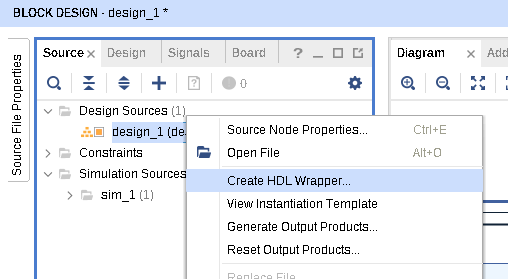 BLOCK DESIGN - design_1 *
Source File Properties
Source
Design
Signals
Board
Diagram
Add
0
Design Sources (1)
design_1 (de
Constraints
Simulation Sources
sim_1 (1)
Source Node Properties... Ctrl+E
Open File Alt+O
Create HDL Wrapper...
View Instantiation Template
Generate Output Products...
Reset Output Products...
Replace File